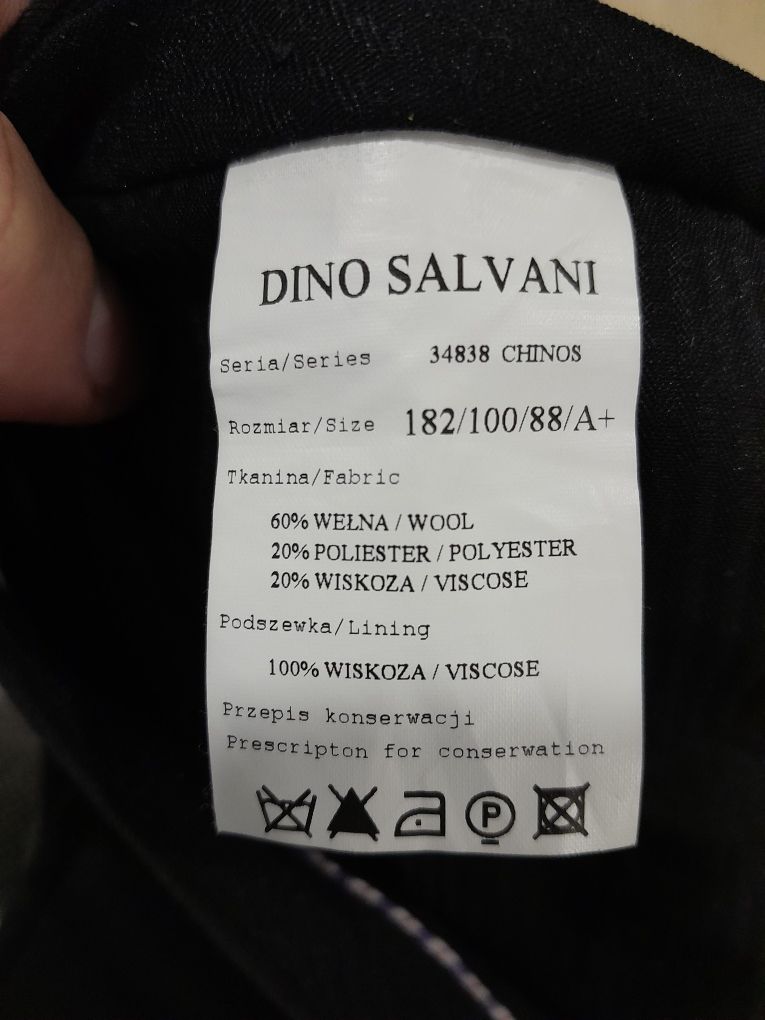 DINO SALVANI
Seria/Series 34838 CHINOS
Rozmiar/Size 182/100/88/A+
Tkanina/Fabric
60% WEŁNA / WOOL
20% POLIESTER / POLYESTER
20% WISKOZA / VISCOSE
Podszewka/Lining
100% WISKOZA / VISCOSE
Przepis konserwacji
Prescripton for conserwation
P